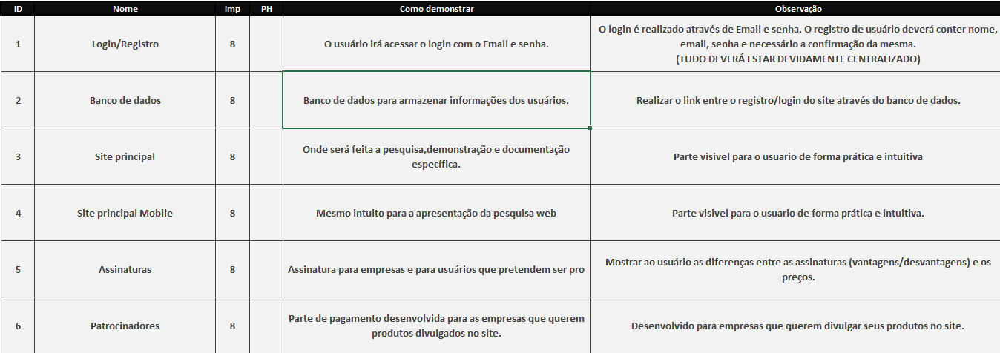 ID Nome Imp PH Como demonstrar Observação
1 Login/Registro 8 O usuário irá acessar o login com o Email e senha.
O login é realizado através de Email e senha. O registro de usuário deverá conter nome,
email, senha e necessário a confirmação da mesma.
(TUDO DEVERÁ ESTAR DEVIDAMENTE CENTRALIZADO)
2 Banco de dados 8 Banco de dados para armazenar informações dos usuários. Realizar o link entre o registro/login do site através do banco de dados.
3 Site principal 8 Onde será feita a pesquisa,demonstração e documentação
específica.
Parte visivel para o usuario de forma prática e intuitiva
4 Site principal Mobile 8 Mesmo intuito para a apresentação da pesquisa web Parte visivel para o usuario de forma prática e intuitiva.
5 Assinaturas 8 Assinatura para empresas e para usuários que pretendem ser pro
Mostrar ao usuário as diferenças entre as assinaturas (vantagens/desvantagens) e os
preços.
6 Patrocinadores 8 Parte de pagamento desenvolvida para as empresas que querem
produtos divulgados no site.
Desenvolvido para empresas que querem divulgar seus produtos no site.